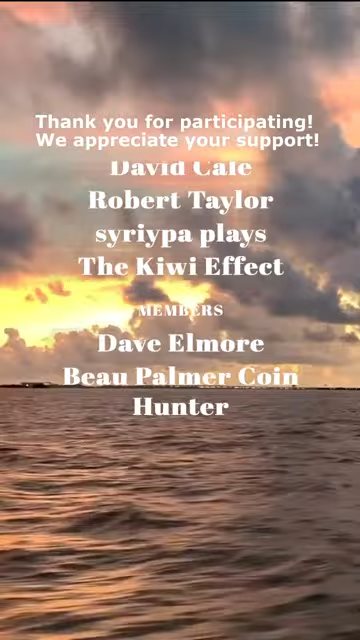 Thank you for participating!
We appreciate your support!
David Cale
Robert Taylor
syriypa plays
The Kiwi Effect
MEMBERS
Dave Elmore
Beau Palmer Coin
Hunter